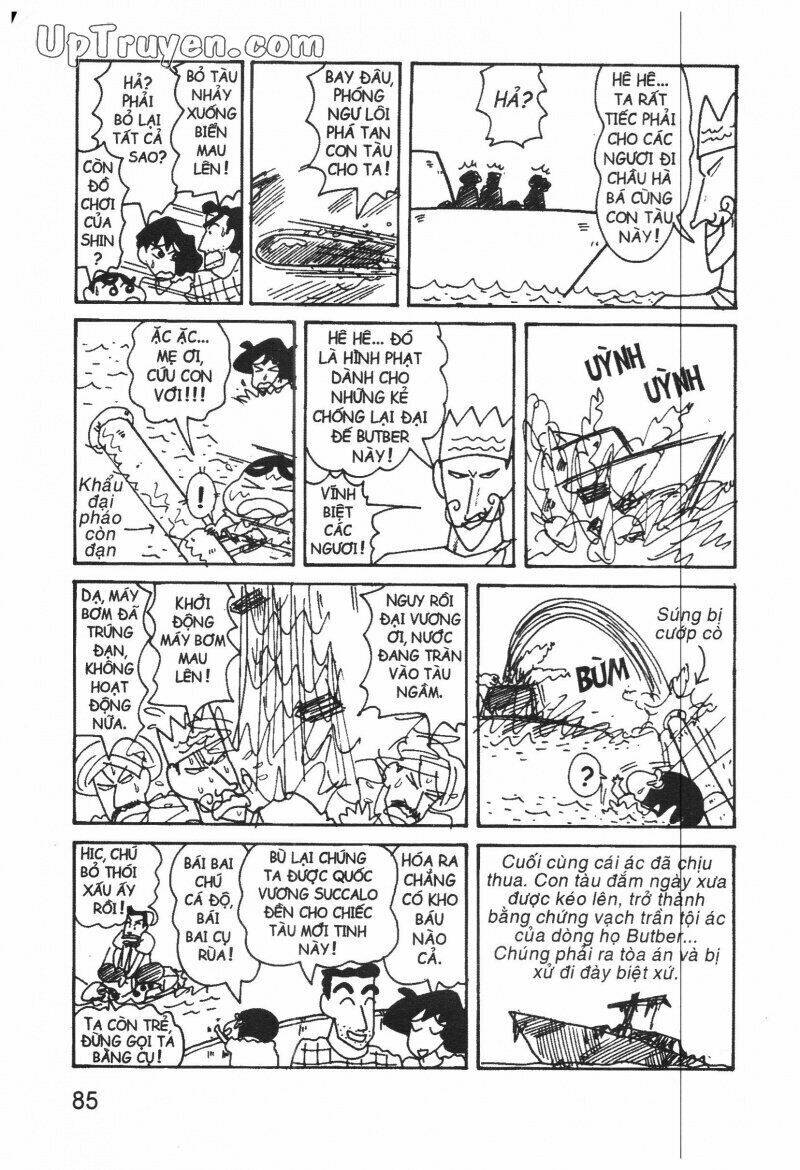 UpTruyen.com
HÊ HÊ...
TA RẤT
TIẾC PHẢI
CHO CÁC
NGƯƠI ĐI
CHÂU HÀ
BÁ CÙNG
CON TÀU
NÀY!
HẢ?
BAY ĐÂU,
PHÓNG
NGƯ LÔI
PHÁ TAN
CON TÀU
CHO TA!
BỎ TÀU
NHẢY
XUỐNG
BIỂN
MAU
LÊN!
HẢ?
PHẢI
BỎ LẠI
TẤT CẢ
SAO?
CÒN
ĐỒ
CHƠI
CỦA
SHIN
?
UỲNH
UỲNH
HÊ HÊ... ĐÓ
LÀ HÌNH PHẠT
DÀNH CHO
NHỮNG KẺ
CHỐNG LẠI ĐẠI
ĐẾ BUTBER
NÀY!
VĨNH
BIỆT
CÁC
NGƯƠI!
ẶC ẶC...
MẸ ƠI,
CỨU CON
VỚI!!!
!
Khẩu
đại
pháo
còn
đạn
Súng bị
cướp cò
BÙM
?
NGUY RỒI
ĐẠI VƯƠNG
ƠI, NƯỚC
ĐANG TRÀN
VÀO TÀU
NGẦM.
KHỞI
ĐỘNG
MÁY BƠM
MAU
LÊN!
DẠ, MÁY
BƠM ĐÃ
TRÚNG
ĐẠN,
KHÔNG
HOẠT
ĐỘNG
NỮA.
Cuối cùng cái ác đã chịu
thua. Con tàu đắm ngày xưa
được kéo lên, trở thành
bằng chứng vạch trần tội ác
của dòng họ Butber...
Chúng phải ra tòa án và bị
xử đi đày biệt xứ.
HÓA RA
CHẲNG
CÓ KHO
BÁU
NÀO
CẢ.
BÙ LẠI CHÚNG
TA ĐƯỢC QUỐC
VƯƠNG SUCCALO
ĐỀN CHO CHIẾC
TÀU MỚI TINH
NÀY!
BÁI BAI
CHÚ
CÁ ĐỘ,
BÁI
BAI CỤ
RÙA!
HIC, CHÚ
BỎ THÓI
XẤU ẤY
RỒI!
TA CÒN TRẺ,
ĐỪNG GỌI TA
BẰNG CỤ!
85